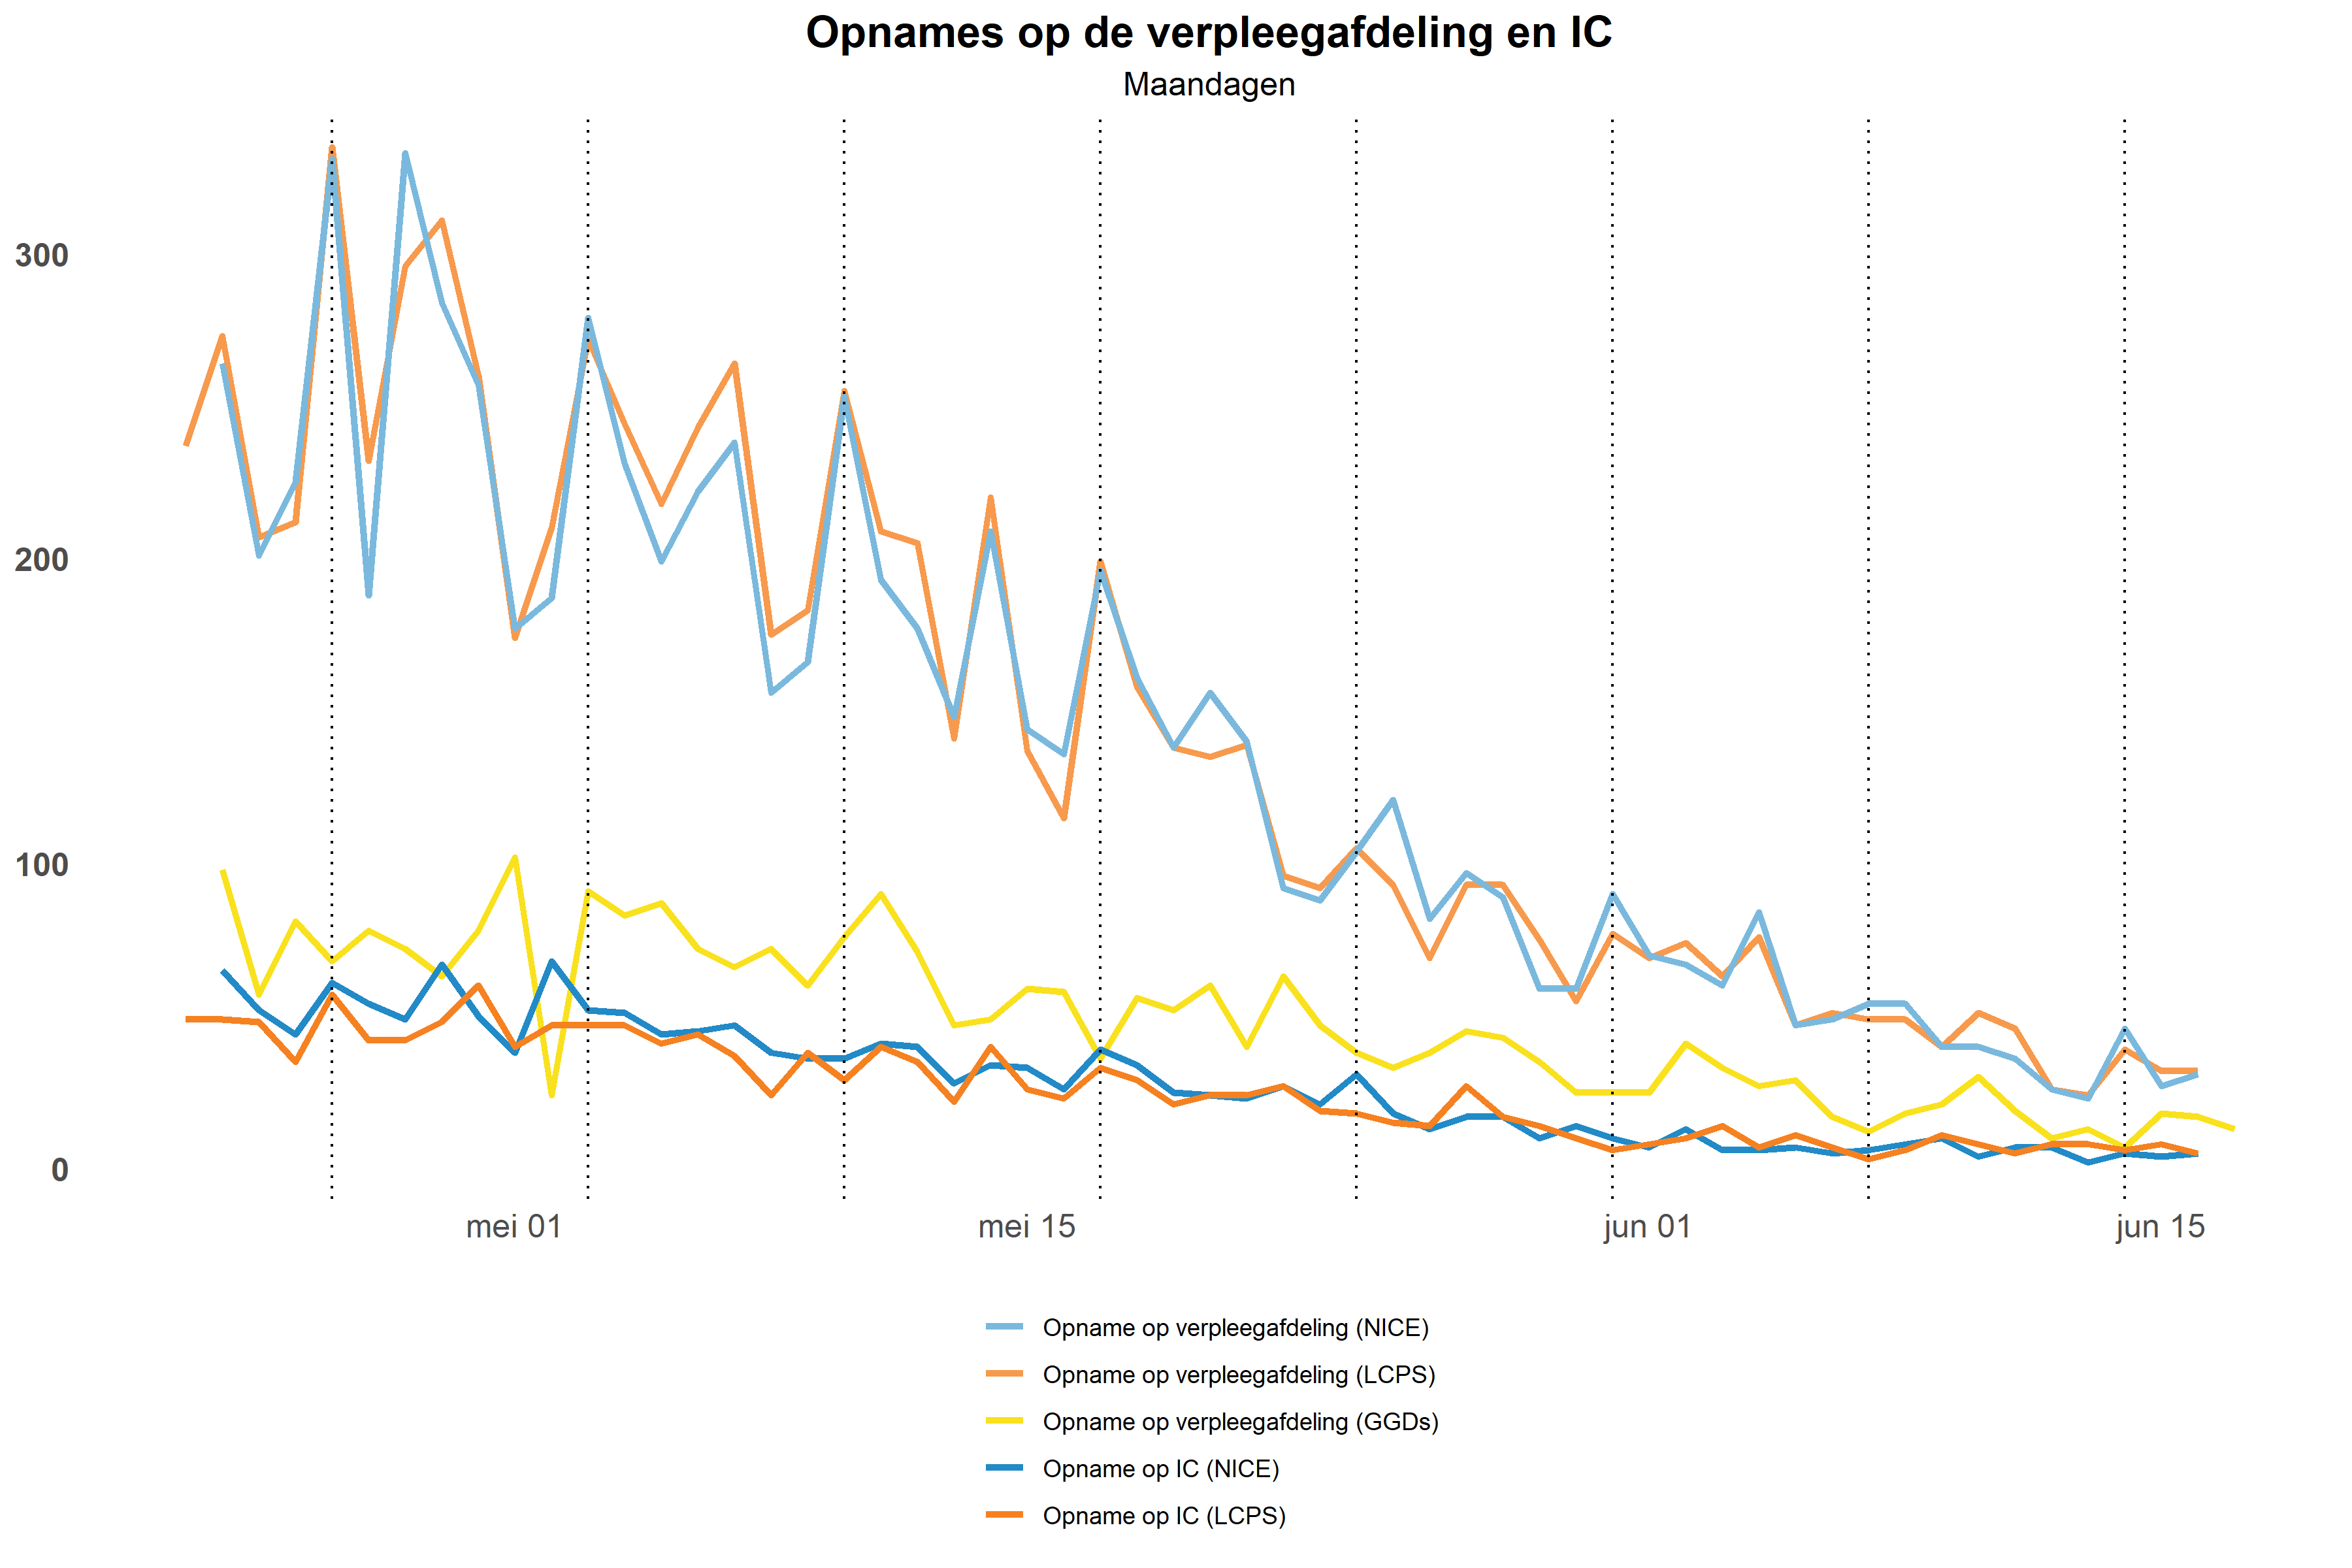 Opnames op de verpleegafdeling en IC
Maandagen
300
200
100
0
mei 01
mei 15
jun 01
jun 15
Opname op verpleegafdeling (NICE)
Opname op verpleegafdeling (LCPS)
Opname op verpleegafdeling (GGDs)
Opname op IC (NICE)
Opname op IC (LCPS)